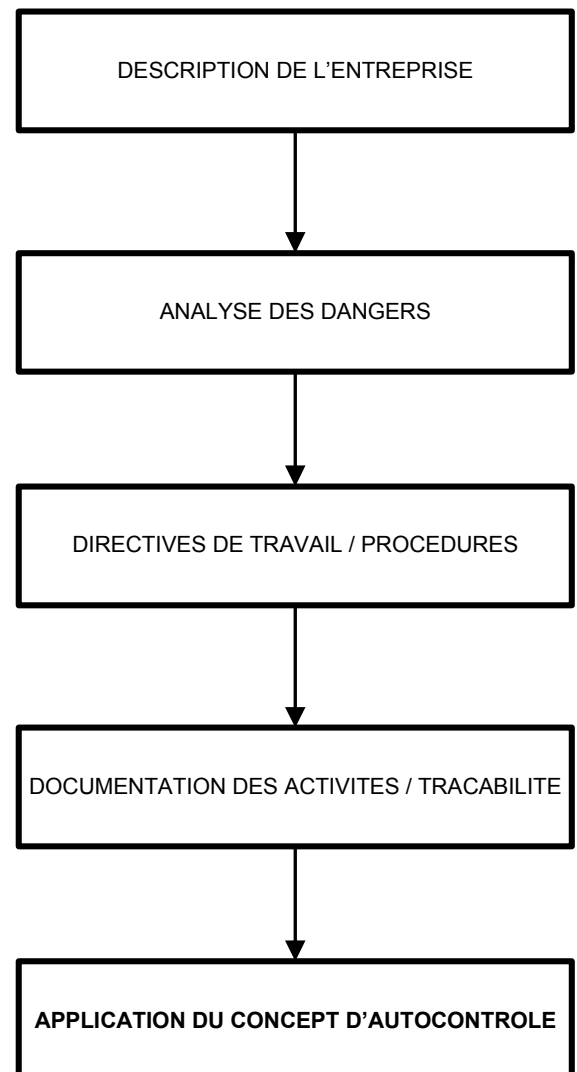 DESCRIPTION DE L’ENTREPRISE
ANALYSE DES DANGERS
DIRECTIVES DE TRAVAIL / PROCEDURES
DOCUMENTATION DES ACTIVITES / TRACABILITE
APPLICATION DU CONCEPT D’AUTOCONTROLE